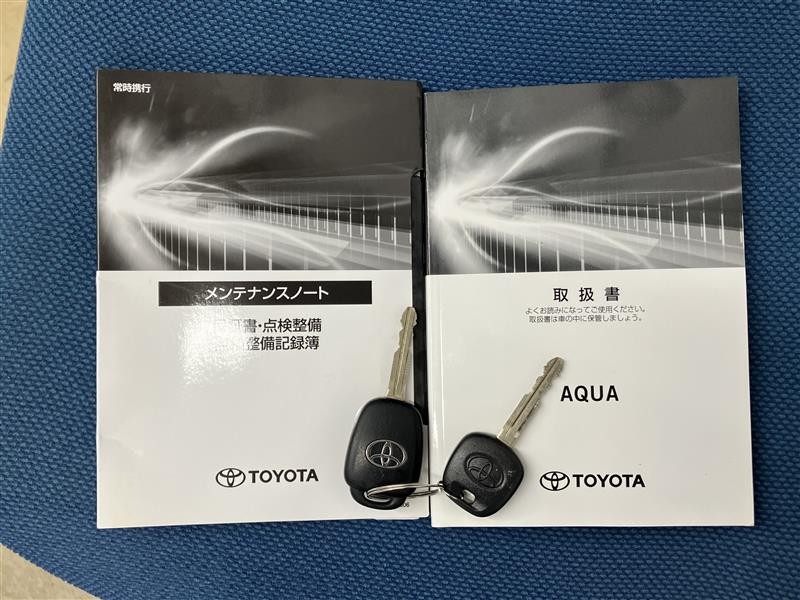 常時携行
メンテナンスノート
証書・点検整備
整備記録簿
TOYOTA
取扱書
よくお読みになってご使用ください。
取扱書は車の中に保管しましょう。
AQUA
TOYOTA